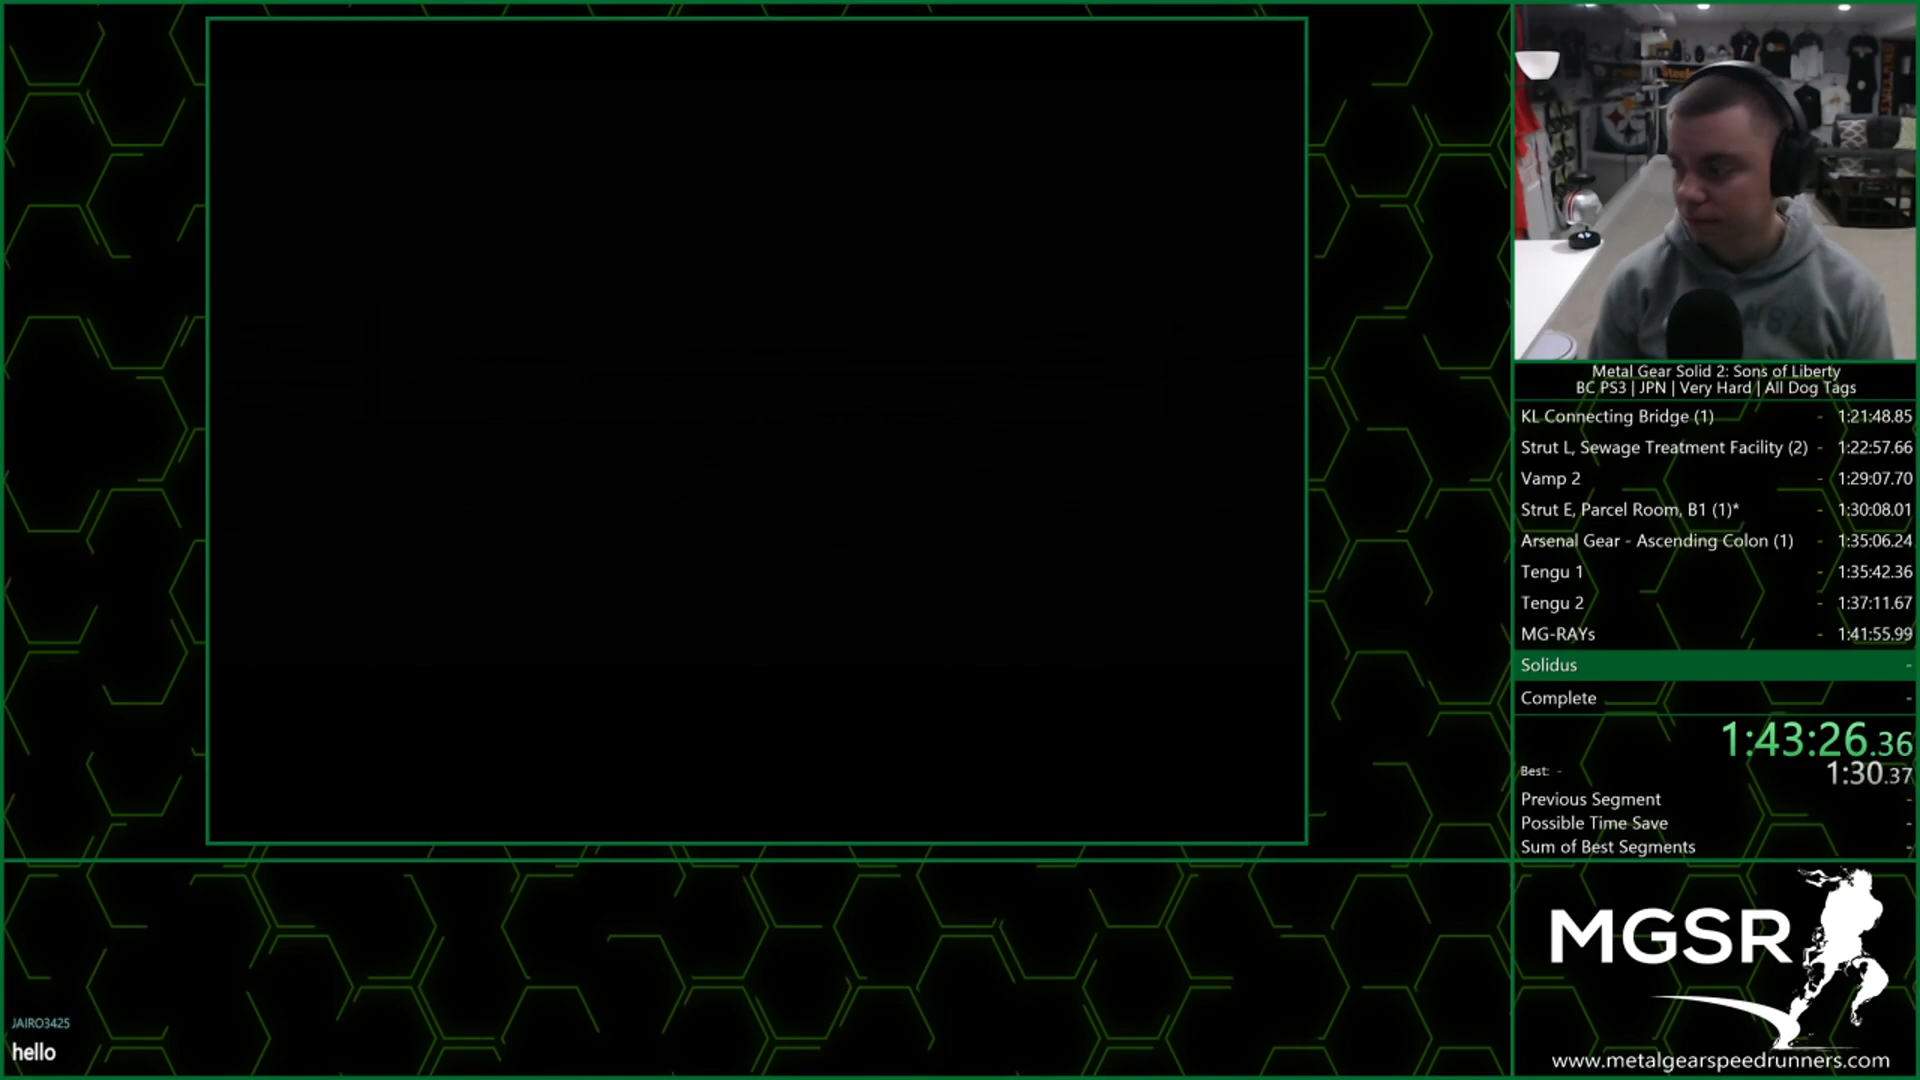 Metal Gear Solid 2: Sons of Liberty
BC PS3 | JPN | Very Hard | All Dog Tags
KL Connecting Bridge (1) - 1:21:48.85
Strut L, Sewage Treatment Facility (2) - 1:22:57.66
Vamp 2 - 1:29:07.70
Strut E, Parcel Room, B1 (1)* - 1:30:08.01
Arsenal Gear - Ascending Colon (1) - 1:35:06.24
Tengu 1 - 1:35:42.36
Tengu 2 - 1:37:11.67
MG-RAYs - 1:41:55.99
Solidus -
Complete -
1:43:26.36
Best: - 1:30.37
Previous Segment -
Possible Time Save -
Sum of Best Segments -
MGSR
www.metalgearspeedrunners.com
JAIRO3425
hello